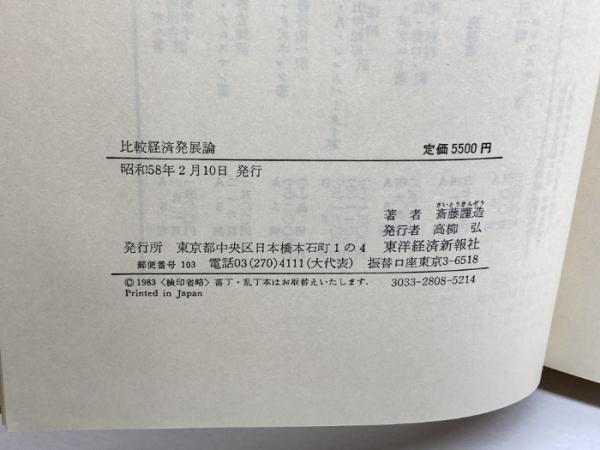 比較経済発展論 定価5500円
昭和58年2月10日 発行
さいとうきんぞう
著者 斎藤謹造
発行者 高柳 弘
発行所 東京都中央区日本橋本石町1の4 東洋経済新報社
郵便番号 103 電話03(270)4111(大代表) 振替口座東京3-6518
©1983〈検印省略〉落丁・乱丁本はお取替えいたします. 3033-2808-5214
Printed in Japan